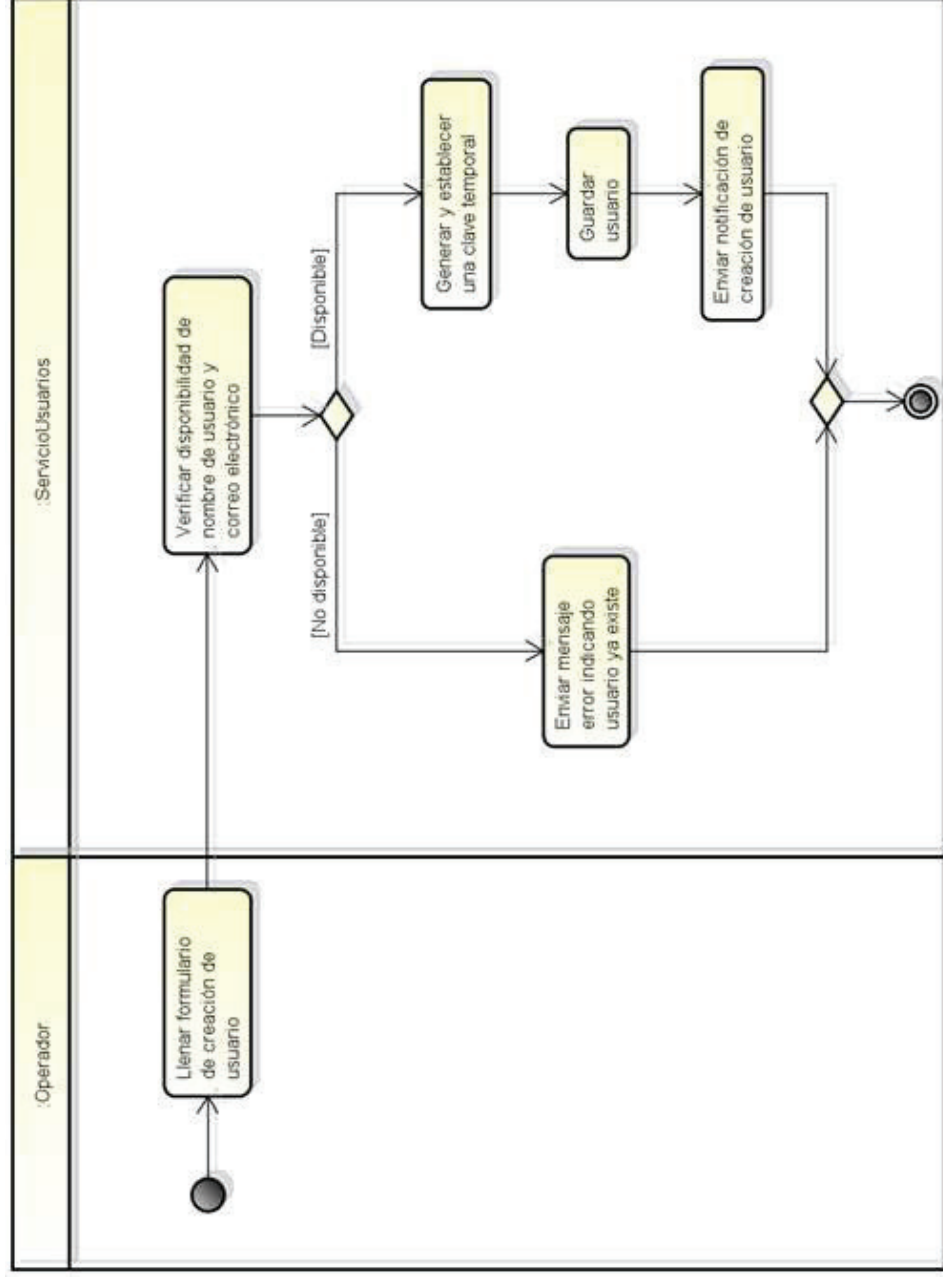 :Operador
:ServicioUsuarios
Llenar formulario
de creación de
usuario
Verificar disponibilidad de
nombre de usuario y
correo electrónico
[No disponible]
[Disponible]
Enviar mensaje
error indicando
usuario ya existe
Generar y establecer
una clave temporal
Guardar
usuario
Enviar notificación de
creación de usuario